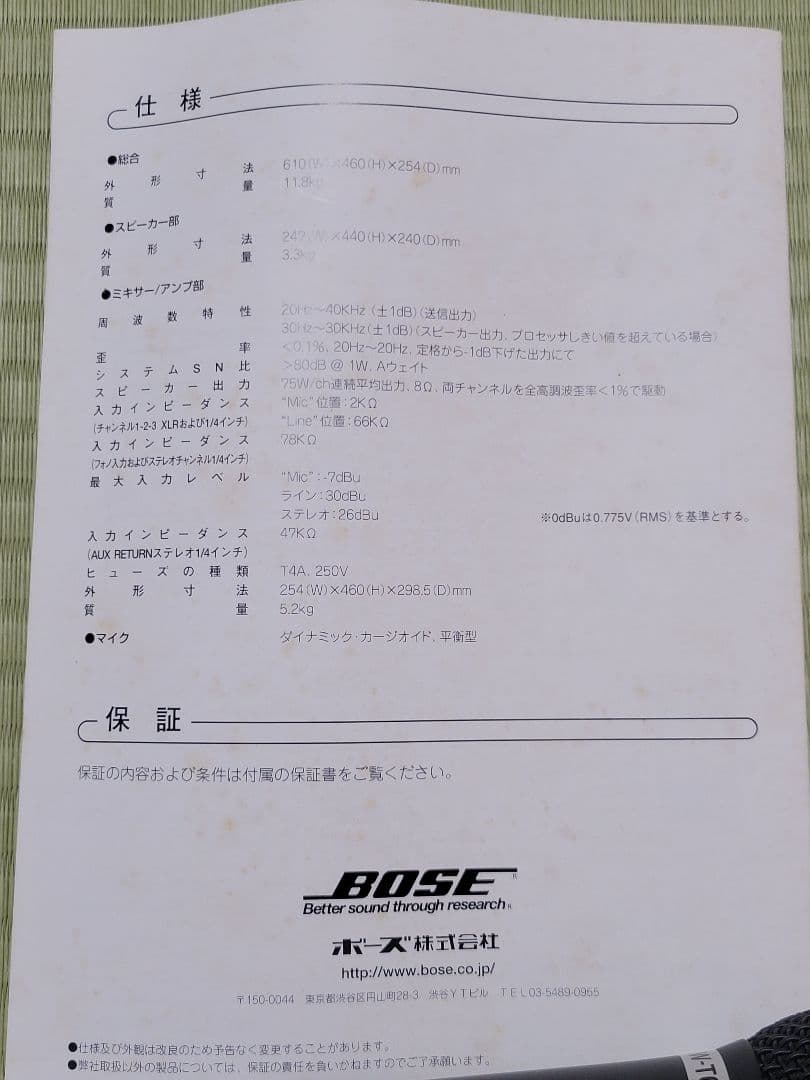 仕様
●総合
外形寸法 610(W)×460(H)×254(D)mm
質量 11.8kg
●スピーカー部
外形寸法 242(W)×440(H)×240(D)mm
質量 3.3kg
●ミキサー/アンプ部
周波数特性 20Hz～40KHz (±1dB)(送信出力)
30Hz～30KHz(±1dB)(スピーカー出力、プロセッサしきい値を超えている場合)
歪率 <0.1%、20Hz～20Hz、定格から-1dB下げた出力にて
システムSN比 >80dB @ 1W、Aウェイト
スピーカー出力 75W/ch連続平均出力、8Ω、両チャンネルを全高調波歪率<1%で駆動
入力インピーダンス “Mic”位置:2KΩ
(チャンネル1-2-3 XLRおよび1/4インチ) “Line”位置:66KΩ
入力インピーダンス 78KΩ
(フォノ入力およびステレオチャンネル1/4インチ)
最大入力レベル “Mic”:-7dBu
ライン:30dBu
ステレオ:26dBu ※0dBuは0.775V(RMS)を基準とする。
入力インピーダンス 47KΩ
(AUX RETURNステレオ1/4インチ)
ヒューズの種類 T4A、250V
外形寸法 254(W)×460(H)×298.5(D)mm
質量 5.2kg
●マイク ダイナミック・カージオイド、平衡型
保証
保証の内容および条件は付属の保証書をご覧ください。
BOSE®
Better sound through research®
ボーズ株式会社
http://www.bose.co.jp/
〒150-0044 東京都渋谷区円山町28-3 渋谷YTビル TEL03-5489-0955
●仕様及び外観は改良のため予告なく変更することがあります。
●弊社取扱以外の製品については、保証の責任を負いかねますのでご了承願います。